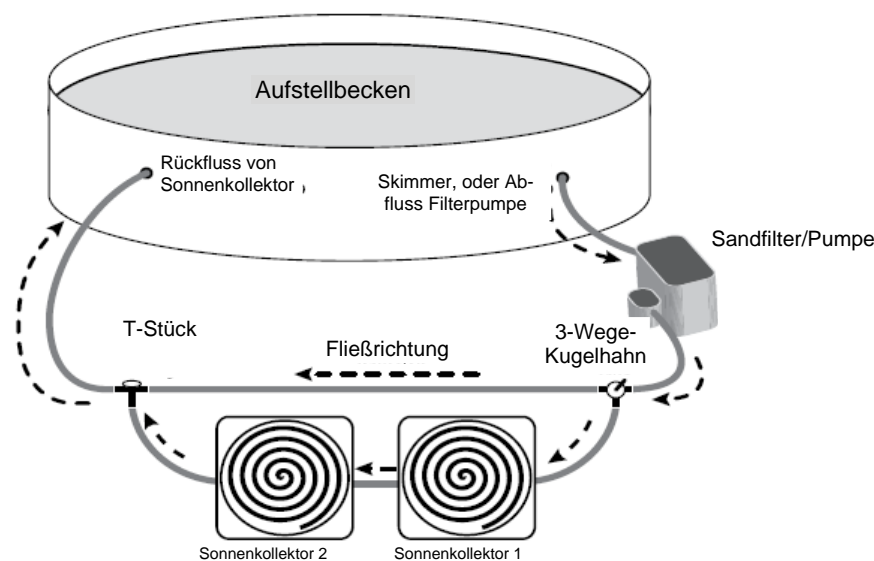 Aufstellbecken
Rückfluss von
Sonnenkollektor
Skimmer, oder Ab-
fluss Filterpumpe
Sandfilter/Pumpe
T-Stück
Fließrichtung
3-Wege-
Kugelhahn
Sonnenkollektor 2
Sonnenkollektor 1